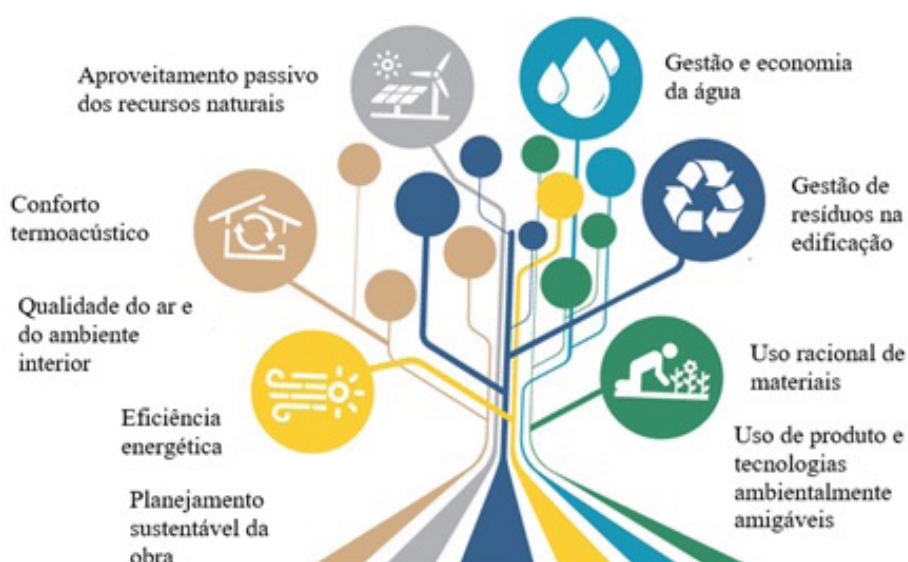 Aproveitamento passivo
dos recursos naturais
Gestão e economia
da água
Conforto
termoacústico
Gestão de
resíduos na
edificação
Qualidade do ar e
do ambiente
interior
Uso racional de
materiais
Eficiência
energética
Uso de produto e
tecnologias
ambientalmente
amigáveis
Planejamento
sustentável da
obra